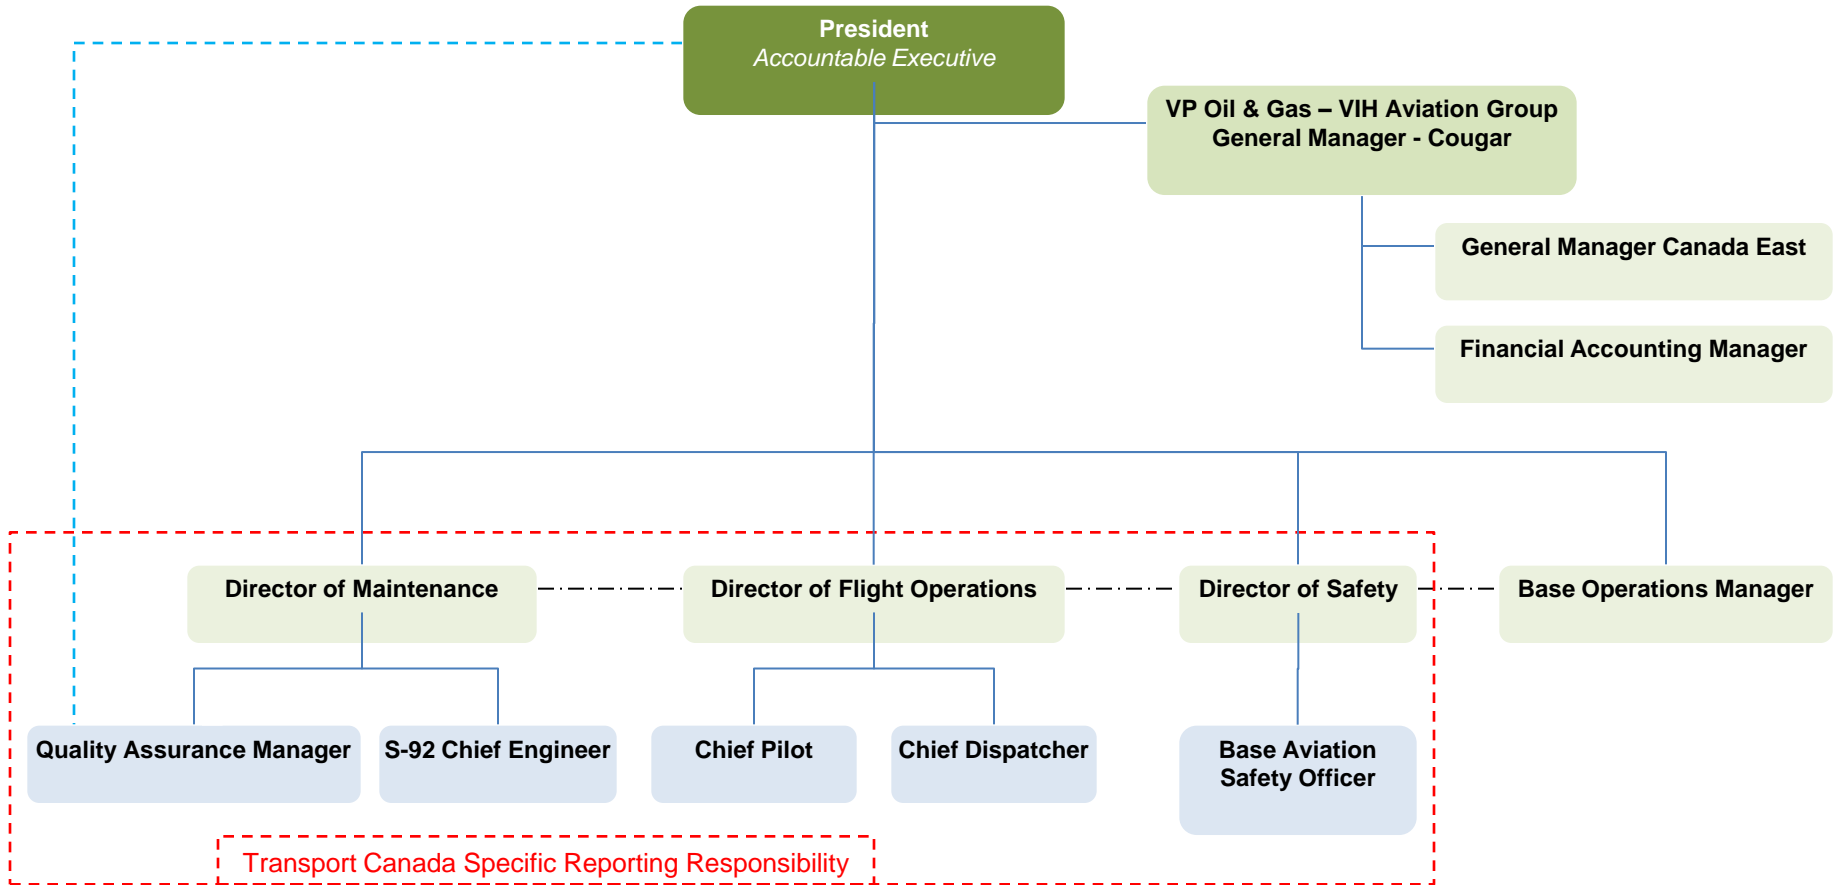 President
Accountable Executive
VP Oil & Gas – VIH Aviation Group
General Manager - Cougar
General Manager Canada East
Financial Accounting Manager
Director of Maintenance
Director of Flight Operations
Director of Safety
Base Operations Manager
Quality Assurance Manager
S-92 Chief Engineer
Chief Pilot
Chief Dispatcher
Base Aviation
Safety Officer
Transport Canada Specific Reporting Responsibility